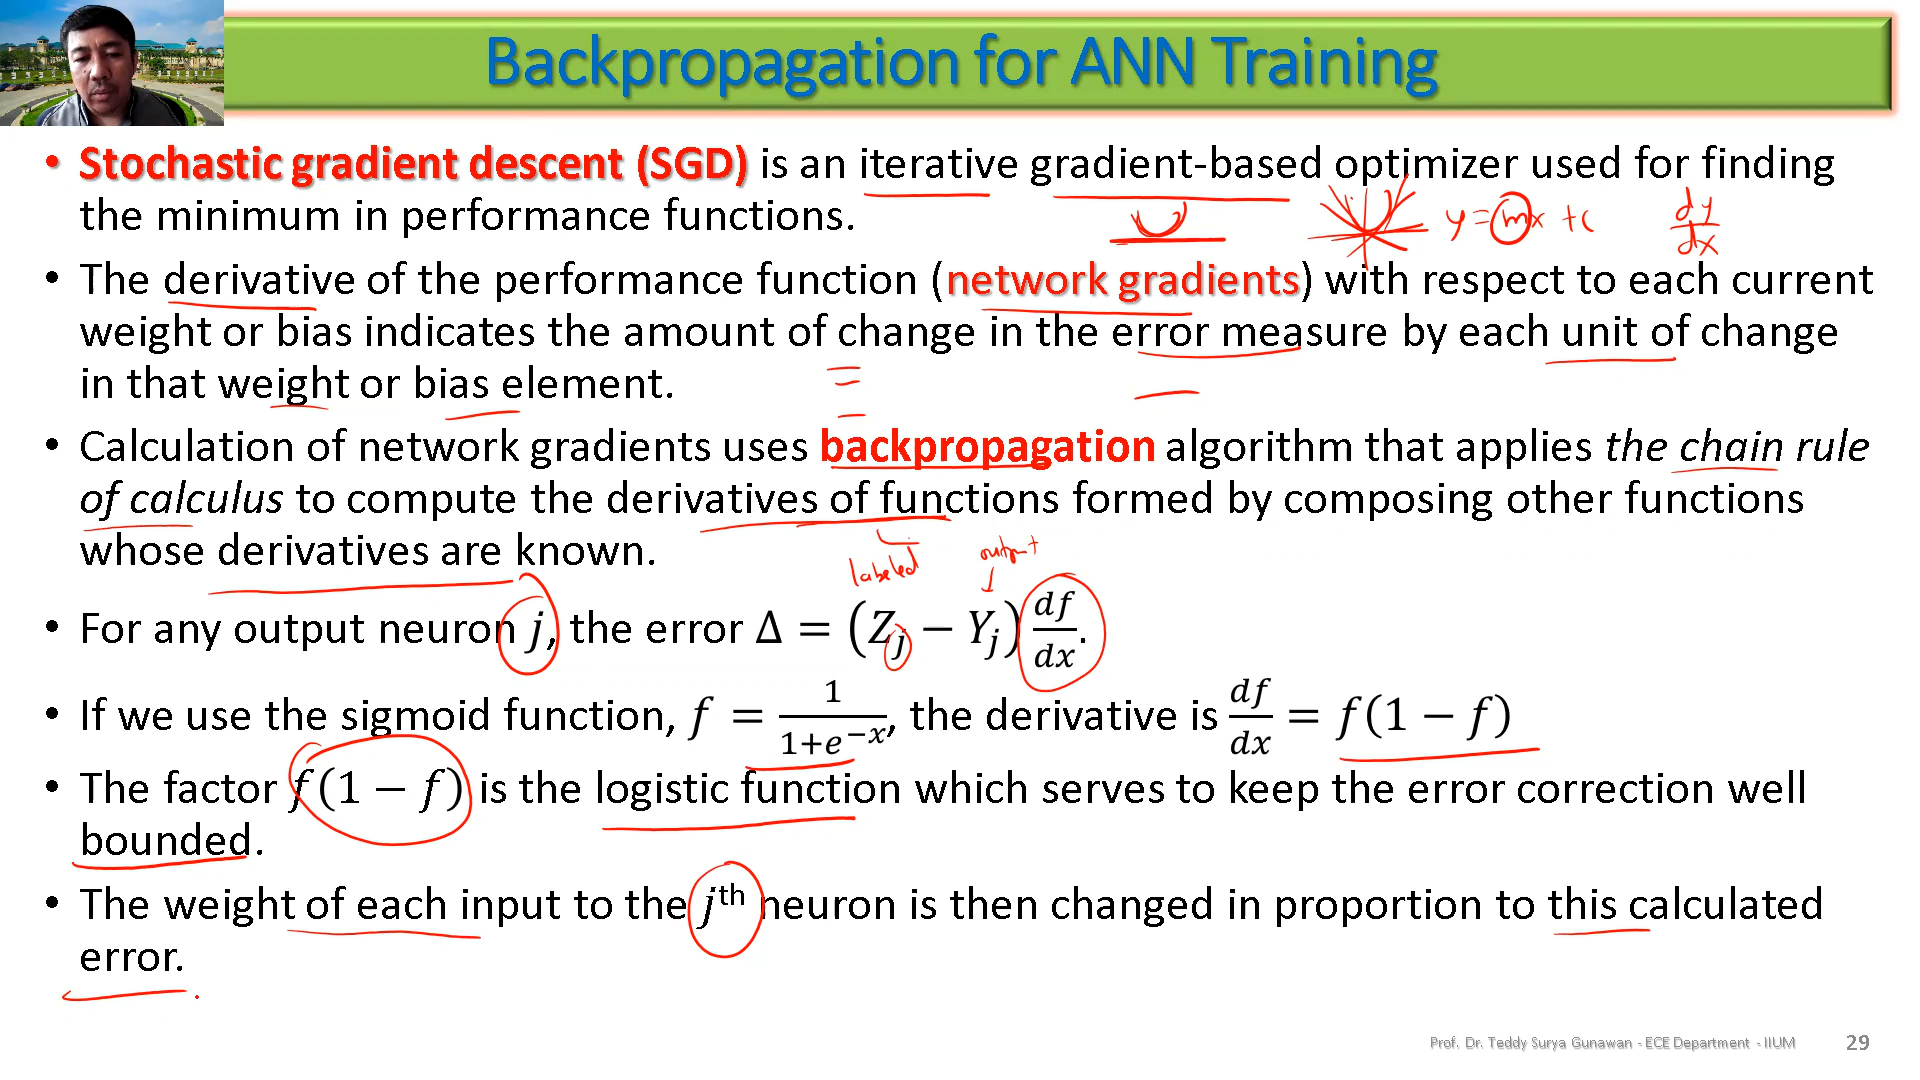 Backpropagation for ANN Training
• Stochastic gradient descent (SGD) is an iterative gradient-based optimizer used for finding
the minimum in performance functions.
y = mx + c
dy
dx
• The derivative of the performance function (network gradients) with respect to each current
weight or bias indicates the amount of change in the error measure by each unit of change
in that weight or bias element.
• Calculation of network gradients uses backpropagation algorithm that applies the chain rule
of calculus to compute the derivatives of functions formed by composing other functions
whose derivatives are known.
labeled output
• For any output neuron j, the error Δ = (Z_j − Y_j) df/dx.
• If we use the sigmoid function, f = 1/(1+e^−x), the derivative is df/dx = f(1 − f)
• The factor f(1 − f) is the logistic function which serves to keep the error correction well
bounded.
• The weight of each input to the j^th neuron is then changed in proportion to this calculated
error.
Prof. Dr. Teddy Surya Gunawan - ECE Department - IIUM 29